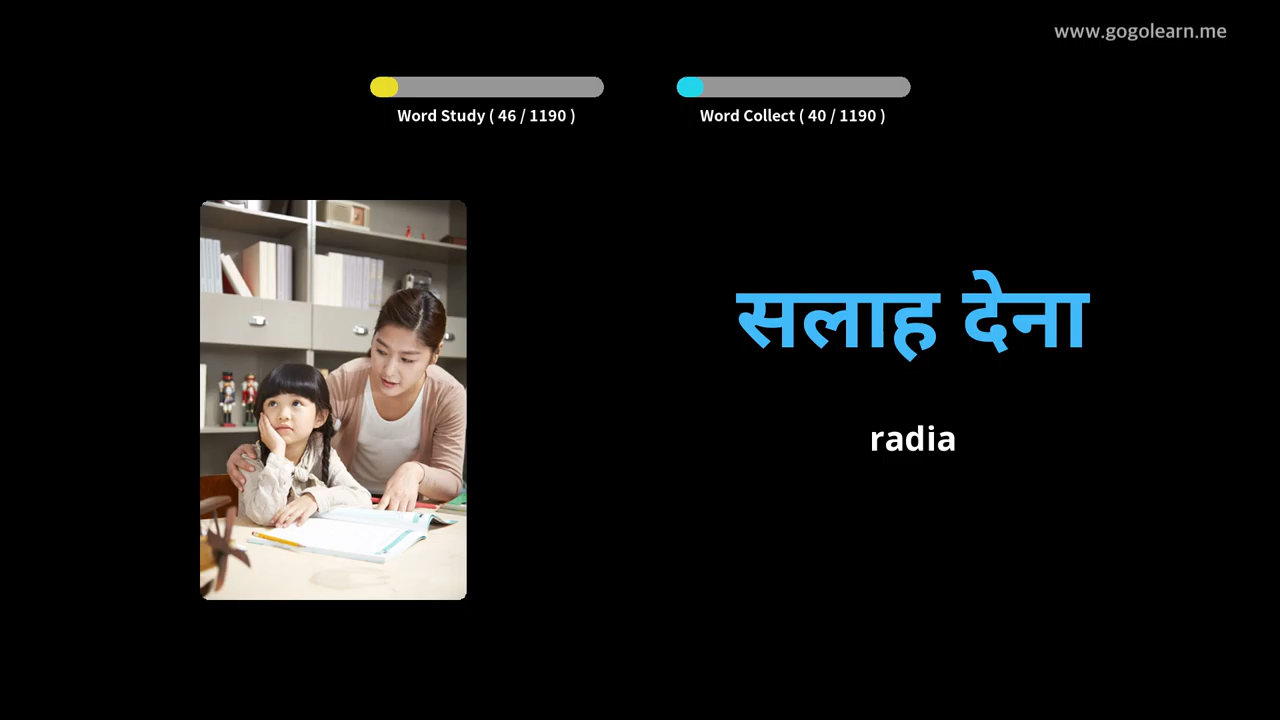 www.gogolearn.me
Word Study ( 46 / 1190 )
Word Collect ( 40 / 1190 )
सलाह देना
radia